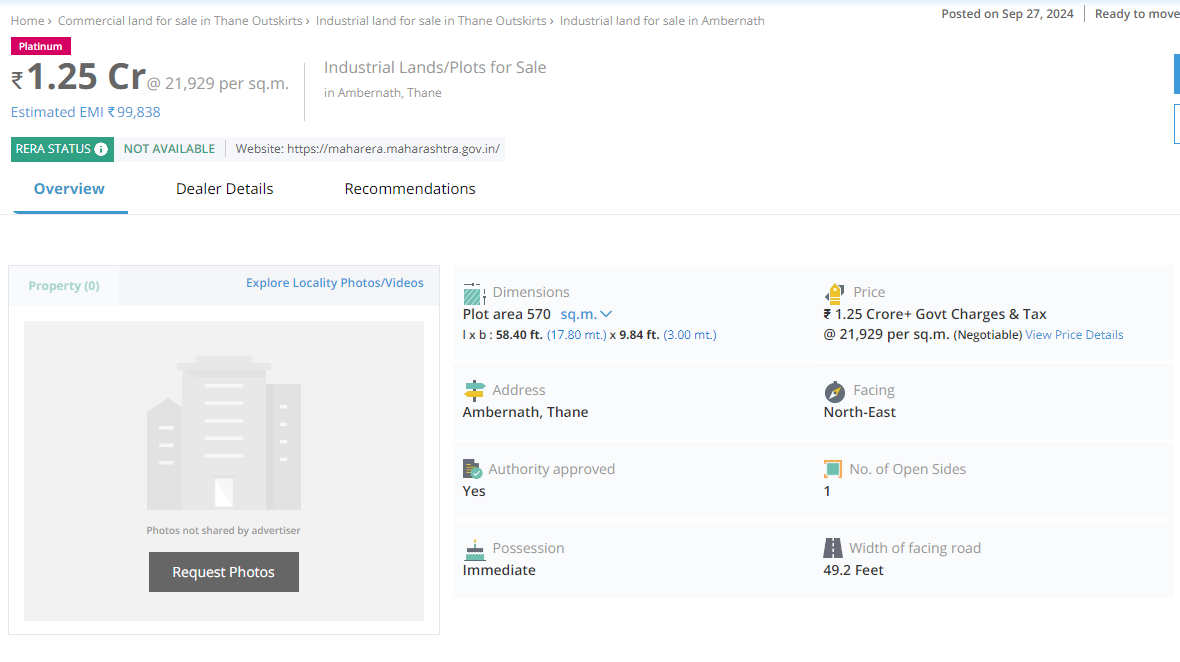 Home › Commercial land for sale in Thane Outskirts › Industrial land for sale in Thane Outskirts › Industrial land for sale in Ambernath
Posted on Sep 27, 2024 Ready to move
Platinum
₹ 1.25 Cr @ 21,929 per sq.m.
Industrial Lands/Plots for Sale
in Ambernath, Thane
Estimated EMI ₹ 99,838
RERA STATUS NOT AVAILABLE Website: https://maharera.maharashtra.gov.in/
Overview Dealer Details Recommendations
Property (0) Explore Locality Photos/Videos
Photos not shared by advertiser
Request Photos
Dimensions
Plot area 570 sq.m.
l x b : 58.40 ft. (17.80 mt.) x 9.84 ft. (3.00 mt.)
Price
₹ 1.25 Crore+ Govt Charges & Tax
@ 21,929 per sq.m. (Negotiable) View Price Details
Address
Ambernath, Thane
Facing
North-East
Authority approved
Yes
No. of Open Sides
1
Possession
Immediate
Width of facing road
49.2 Feet